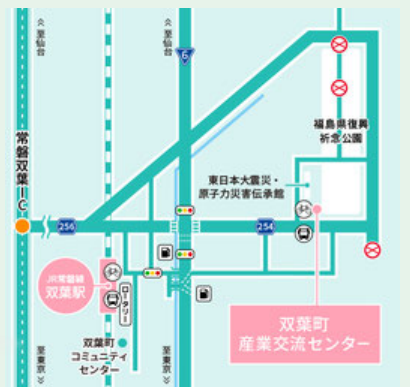 至仙台
至仙台
6
福島県復興
祈念公園
常磐双葉IC
東日本大震災・
原子力災害伝承館
256
254
JR常磐線
双葉駅
ロータリー
双葉町
産業交流センター
双葉町
コミュニティ
センター
至東京
至東京